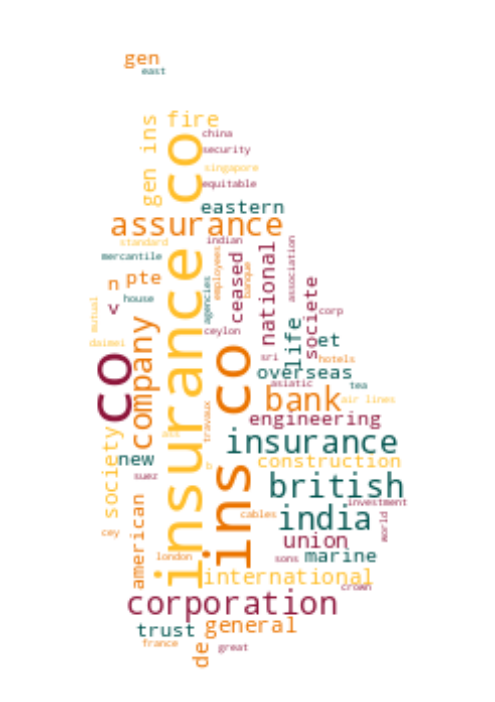 gen
east
gen ins
fire
china
security
singapore
equitable
insurance co
eastern
assurance
standard
indian
mercantile
employees
banque
ceased
national
association
pte
n
v
house
agencies
societe
corp
mutual
ceylon
life
et
daimei
company
co
ins co
sri
hotels
overseas
asiatic
tea
bank
air lines
travaux
engineering
society
insurance
new
construction
suez
british
investment
american
cables
india
world
cey
union
london
sons
marine
international
crown
corporation
trust
general
france
de
great